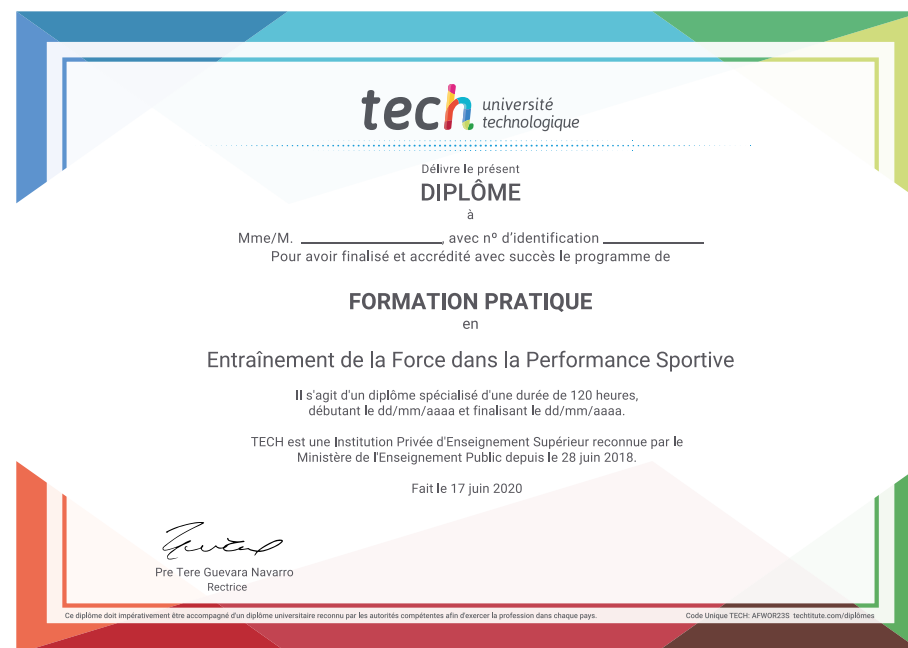 tech université
technologique
Délivre le présent
DIPLÔME
à
Mme/M. ____________________, avec nº d'identification ______________
Pour avoir finalisé et accrédité avec succès le programme de
FORMATION PRATIQUE
en
Entraînement de la Force dans la Performance Sportive
Il s'agit d'un diplôme spécialisé d'une durée de 120 heures,
débutant le dd/mm/aaaa et finalisant le dd/mm/aaaa.
TECH est une Institution Privée d'Enseignement Supérieur reconnue par le
Ministère de l'Enseignement Public depuis le 28 juin 2018.
Fait le 17 juin 2020
Pre Tere Guevara Navarro
Rectrice
Ce diplôme doit impérativement être accompagné d'un diplôme universitaire reconnu par les autorités compétentes afin d'exercer la profession dans chaque pays.
Code Unique TECH: AFWOR23S techtitute.com/diplômes